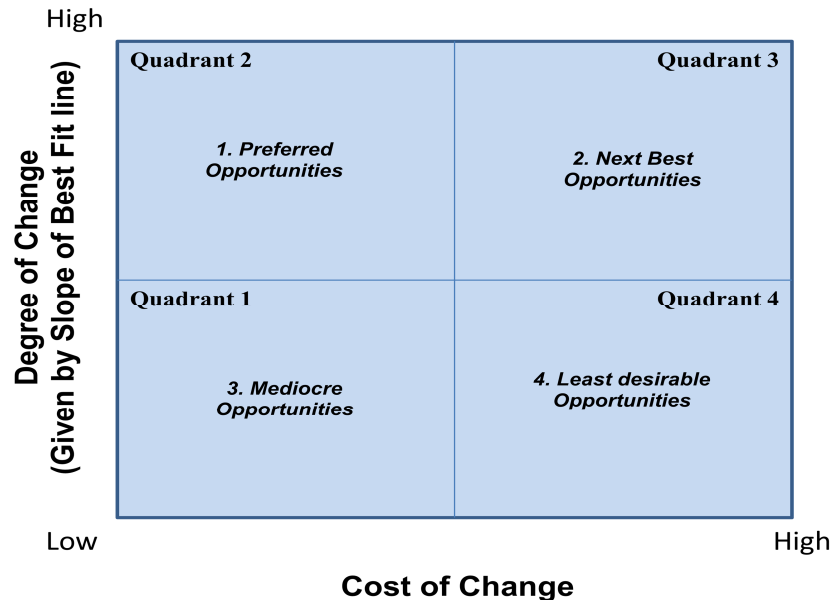 High
Quadrant 2
Quadrant 3
1. Preferred
Opportunities
2. Next Best
Opportunities
Degree of Change
(Given by Slope of Best Fit line)
Quadrant 1
Quadrant 4
3. Mediocre
Opportunities
4. Least desirable
Opportunities
Low
High
Cost of Change